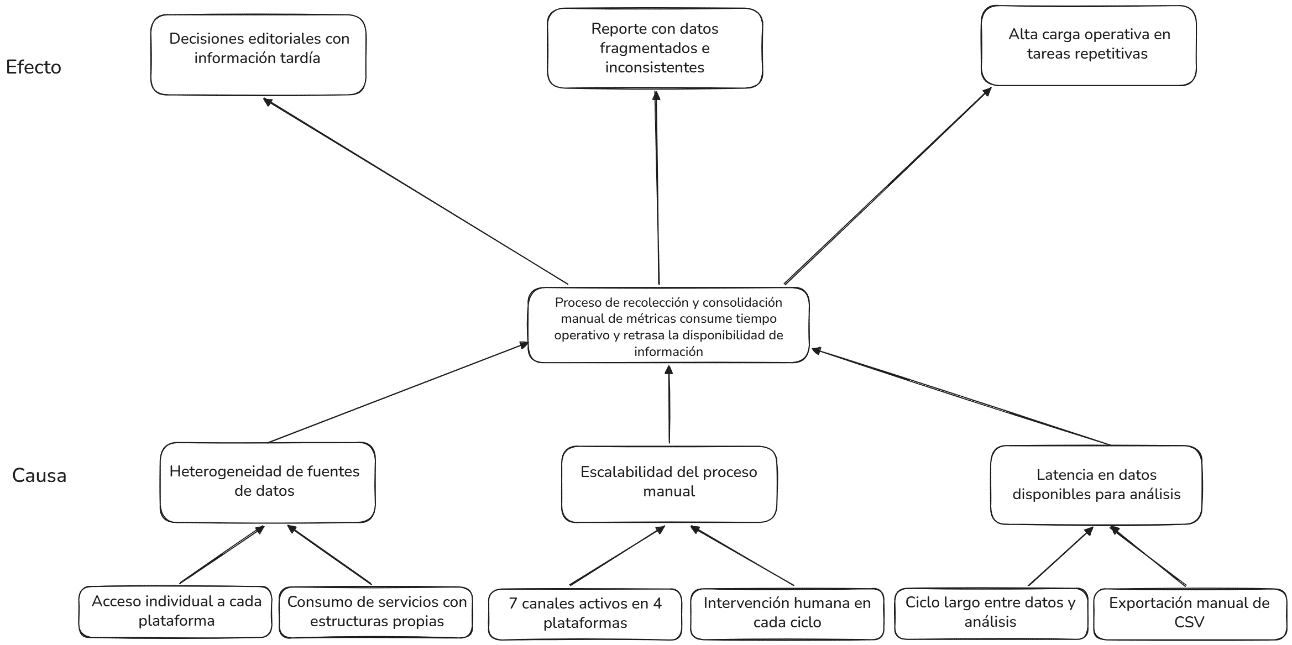 Efecto
Decisiones editoriales con
información tardía
Reporte con datos
fragmentados e
inconsistentes
Alta carga operativa en
tareas repetitivas
Proceso de recolección y consolidación
manual de métricas consume tiempo
operativo y retrasa la disponibilidad de
información
Causa
Heterogeneidad de fuentes
de datos
Escalabilidad del proceso
manual
Latencia en datos
disponibles para análisis
Acceso individual a cada
plataforma
Consumo de servicios con
estructuras propias
7 canales activos en 4
plataformas
Intervención humana en
cada ciclo
Ciclo largo entre datos y
análisis
Exportación manual de
CSV